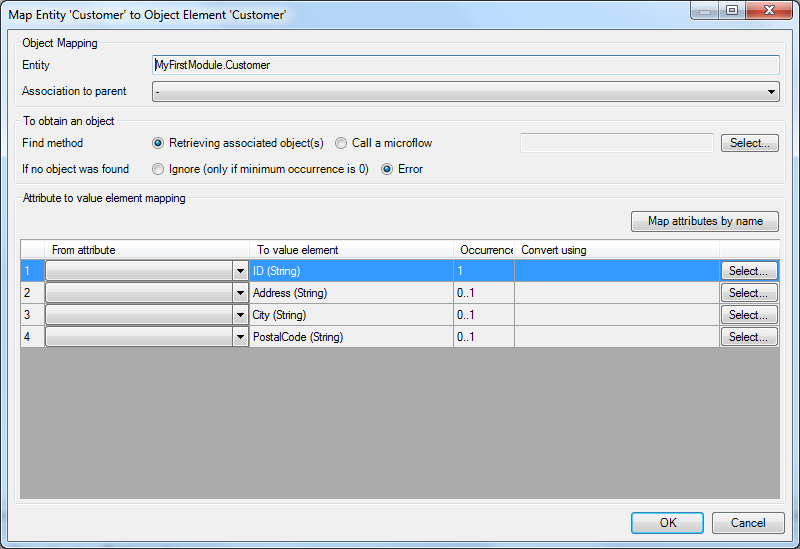 Map Entity 'Customer' to Object Element 'Customer'
Object Mapping
Entity MyFirstModule.Customer
Association to parent -
To obtain an object
Find method Retrieving associated object(s) Call a microflow Select...
If no object was found Ignore (only if minimum occurrence is 0) Error
Attribute to value element mapping
Map attributes by name
From attribute To value element Occurrence Convert using
1 ID (String) 1 Select...
2 Address (String) 0..1 Select...
3 City (String) 0..1 Select...
4 PostalCode (String) 0..1 Select...
OK Cancel